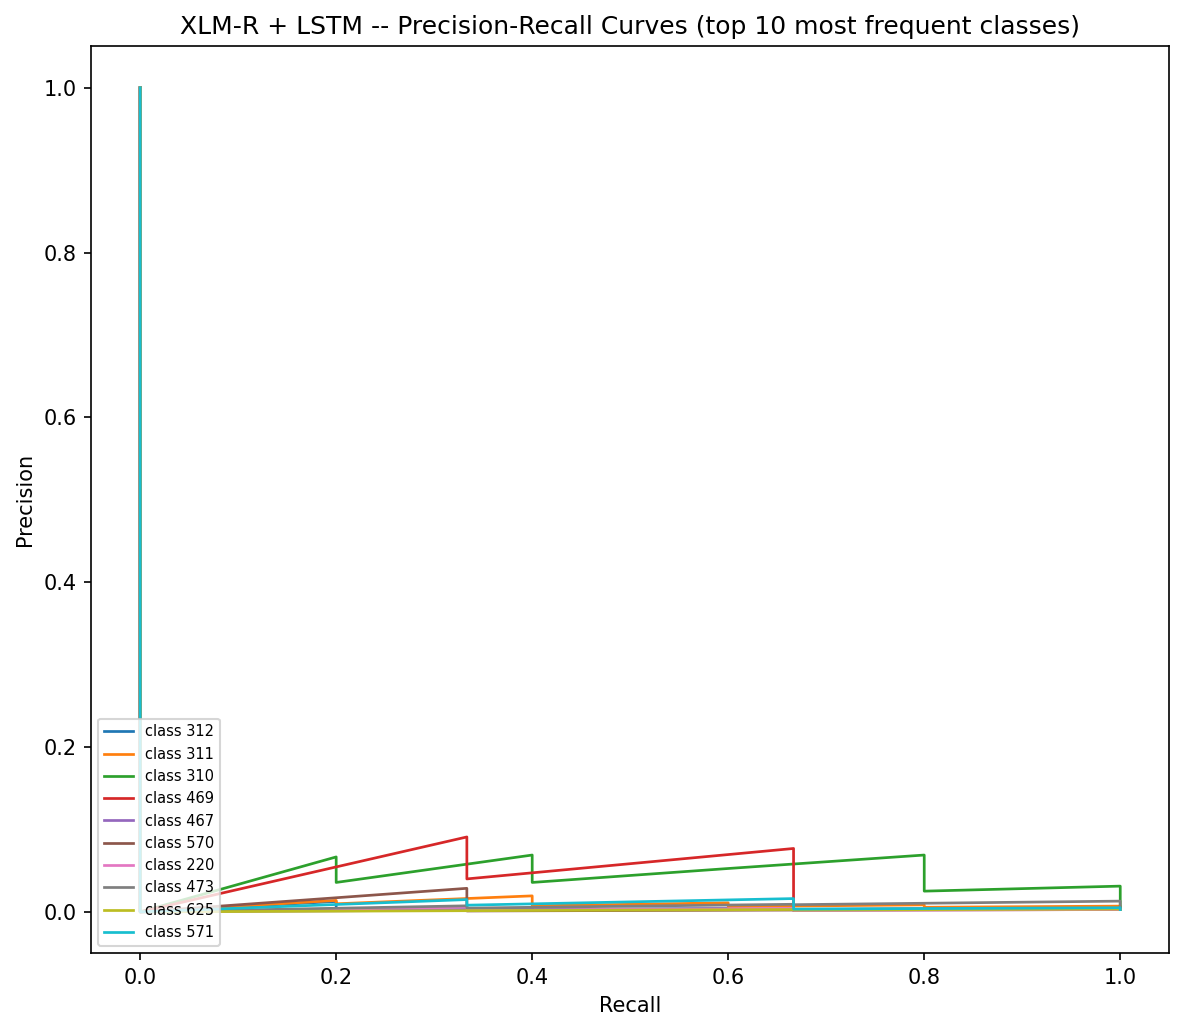 XLM-R + LSTM -- Precision-Recall Curves (top 10 most frequent classes)
Precision
1.0
0.8
0.6
0.4
0.2
0.0
class 312
class 311
class 310
class 469
class 467
class 570
class 220
class 473
class 625
class 571
0.0 0.2 0.4 0.6 0.8 1.0
Recall